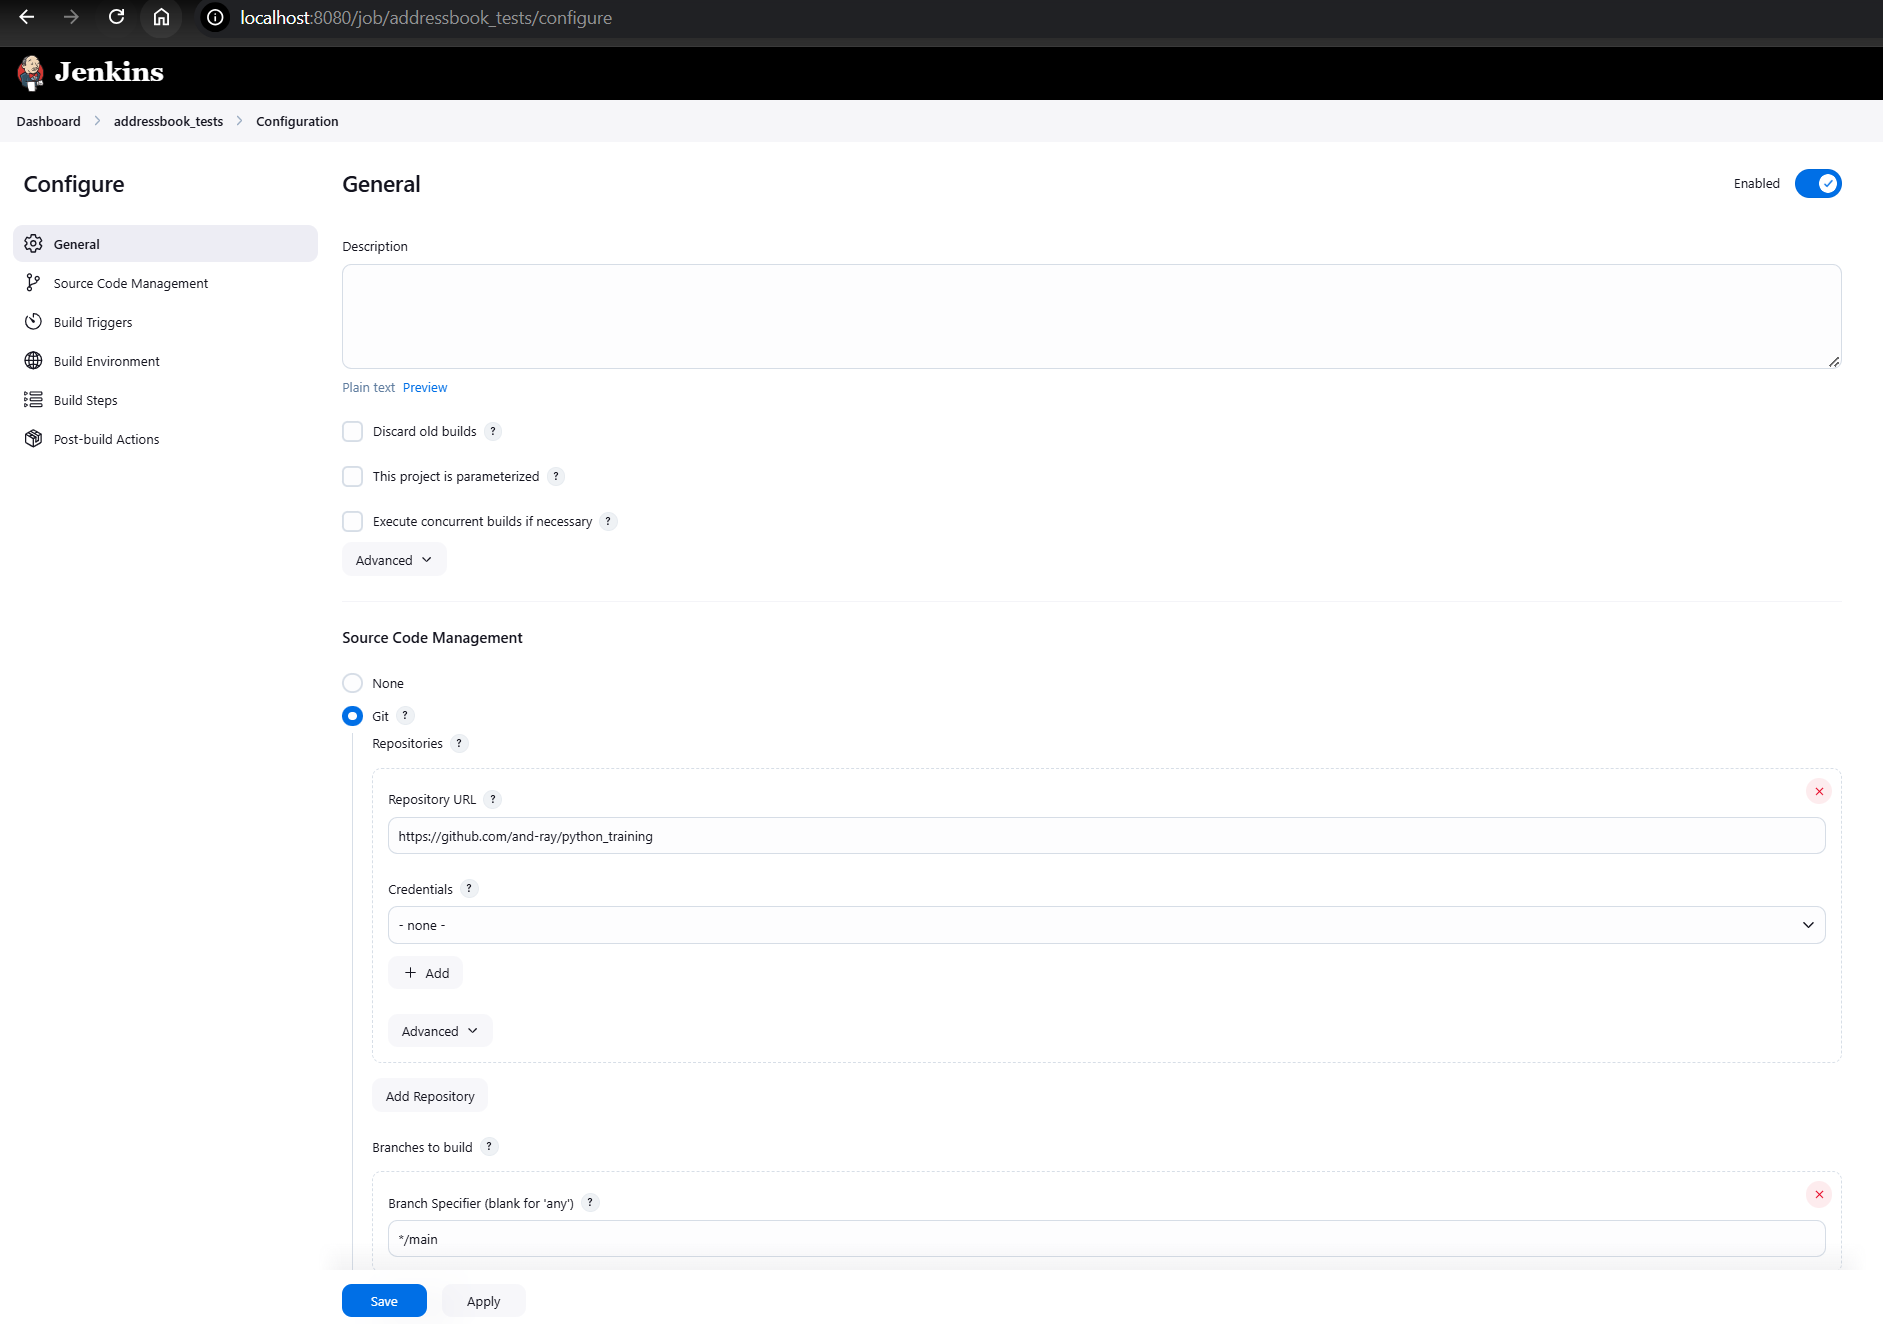 localhost:8080/job/addressbook_tests/configure
Jenkins
Dashboard > addressbook_tests > Configuration
Configure
General
Source Code Management
Build Triggers
Build Environment
Build Steps
Post-build Actions
General
Enabled
Description
Plain text Preview
Discard old builds ?
This project is parameterized ?
Execute concurrent builds if necessary ?
Advanced
Source Code Management
None
Git ?
Repositories ?
Repository URL ?
https://github.com/and-ray/python_training
Credentials ?
- none -
+ Add
Advanced
Add Repository
Branches to build ?
Branch Specifier (blank for 'any') ?
*/main
Save Apply